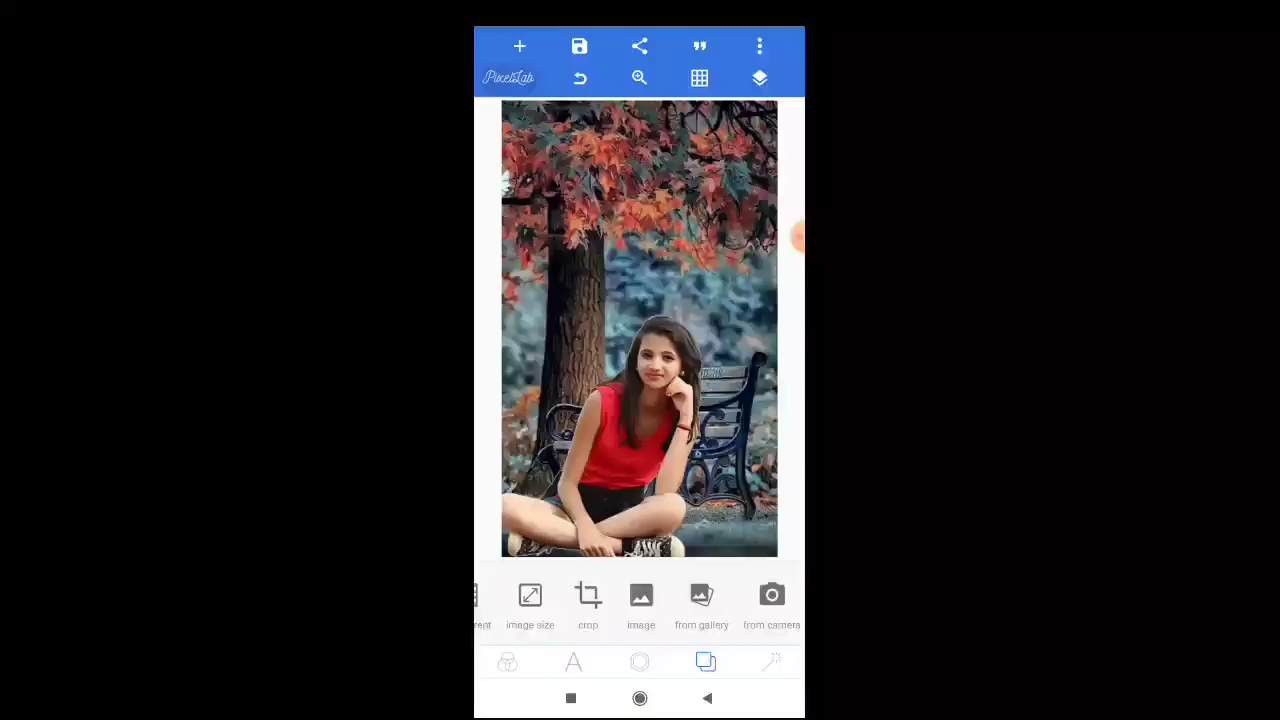 PixelLab
rent
image size
crop
image
from gallery
from camera